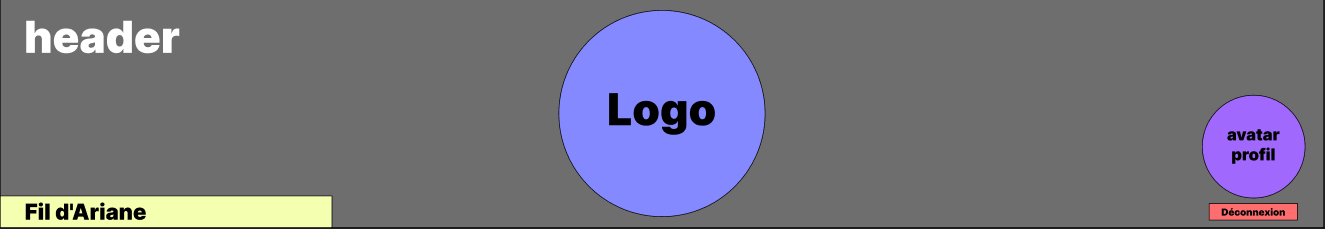 header
Logo
avatar
profil
Fil d'Ariane
Déconnexion